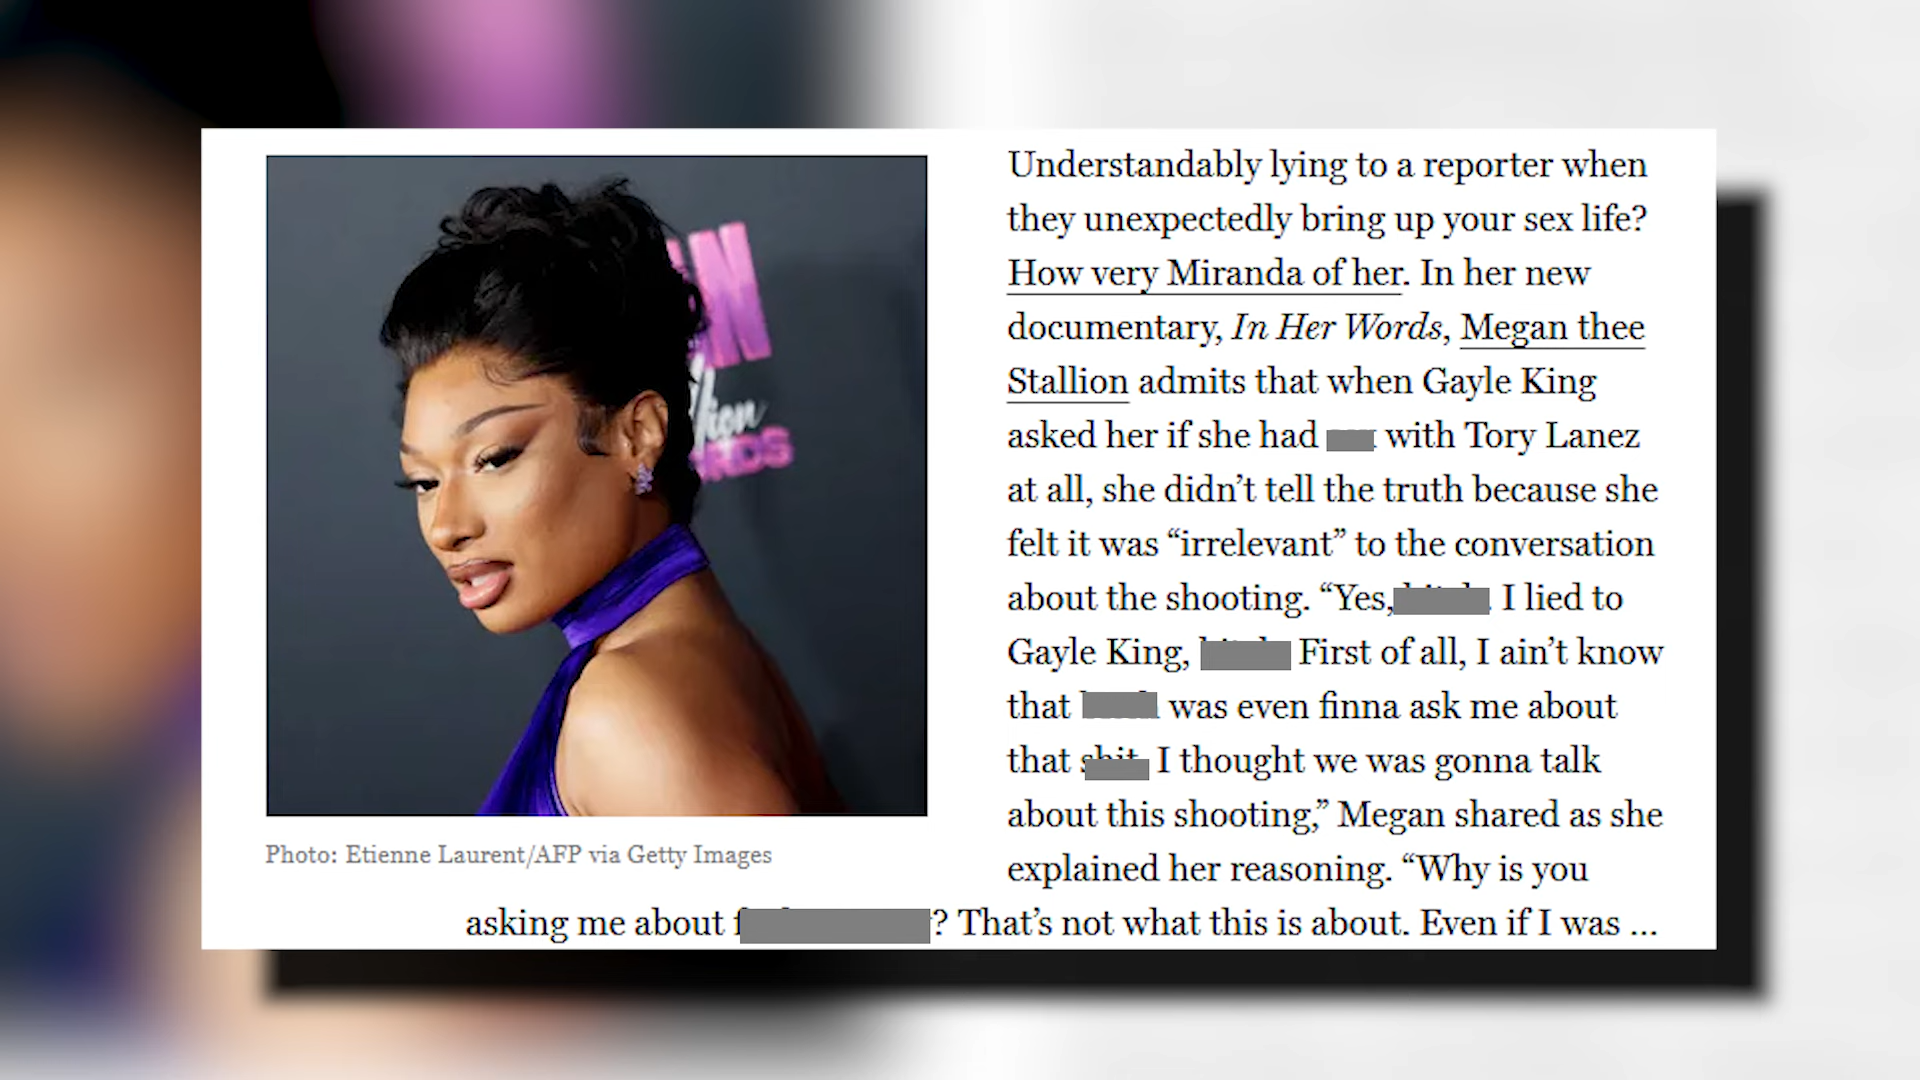 Understandably lying to a reporter when
they unexpectedly bring up your sex life?
How very Miranda of her. In her new
documentary, In Her Words, Megan thee
Stallion admits that when Gayle King
asked her if she had with Tory Lanez
at all, she didn’t tell the truth because she
felt it was “irrelevant” to the conversation
about the shooting. “Yes, I lied to
Gayle King, First of all, I ain’t know
that was even finna ask me about
that I thought we was gonna talk
about this shooting,” Megan shared as she
explained her reasoning. “Why is you
asking me about ? That’s not what this is about. Even if I was ...
Photo: Etienne Laurent/AFP via Getty Images